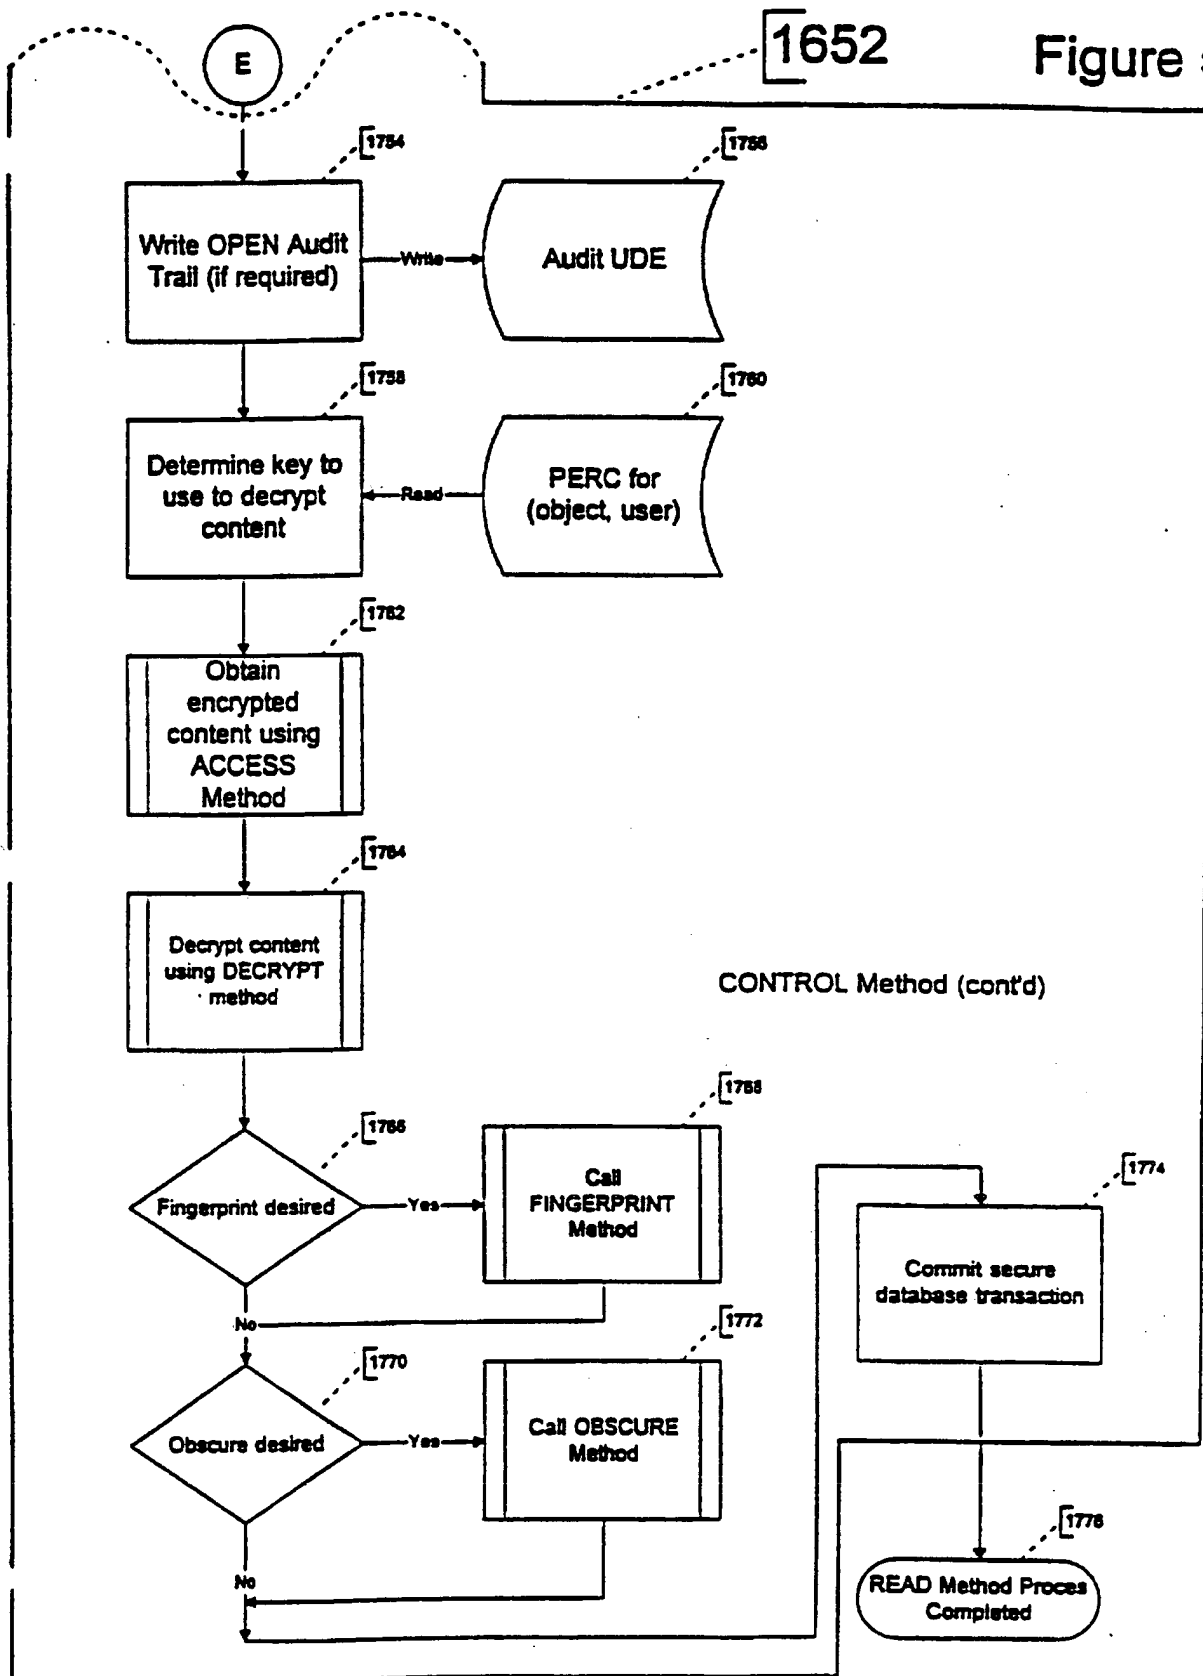 E
1652
Figure
1754
1756
Write OPEN Audit
Trail (if required)
Write
Audit UDE
1758
1760
Determine key to
use to decrypt
content
Read
PERC for
(object, user)
1762
Obtain
encrypted
content using
ACCESS
Method
1764
Decrypt content
using DECRYPT
method
CONTROL Method (cont'd)
1766
1768
Fingerprint desired
Yes
Call
FINGERPRINT
Method
1774
Commit secure
database transaction
No
1770
1772
Obscure desired
Yes
Call OBSCURE
Method
No
1776
READ Method Proces
Completed